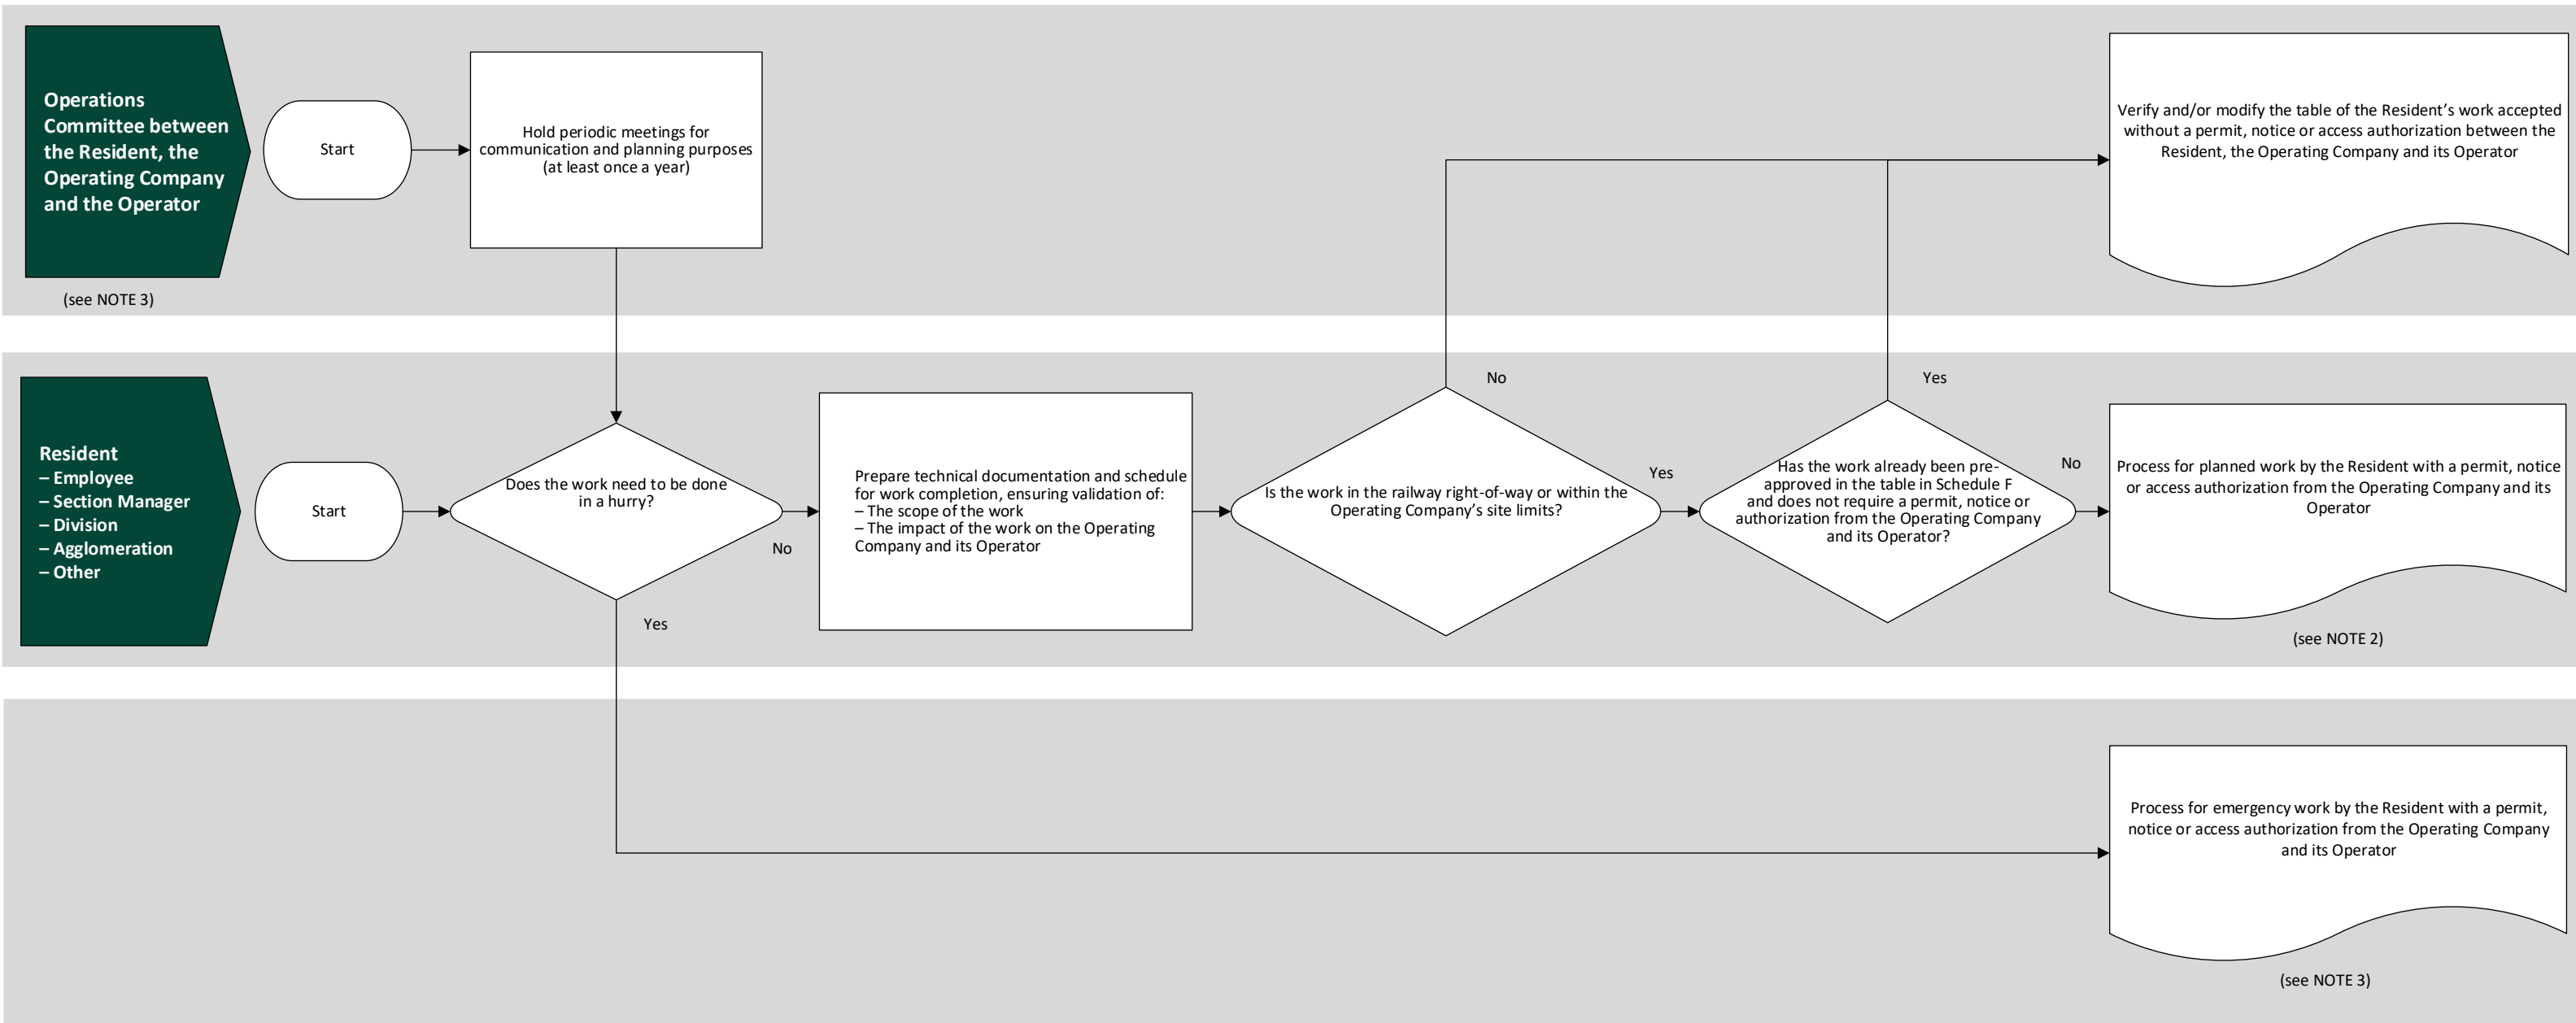 Operations
Committee between
the Resident, the
Operating Company
and the Operator
(see NOTE 3)
Start
Hold periodic meetings for
communication and planning purposes
(at least once a year)
Verify and/or modify the table of the Resident’s work accepted
without a permit, notice or access authorization between the
Resident, the Operating Company and its Operator
Resident
– Employee
– Section Manager
– Division
– Agglomeration
– Other
Start
Does the work need to be done
in a hurry?
No
Yes
Prepare technical documentation and schedule
for work completion, ensuring validation of:
– The scope of the work
– The impact of the work on the Operating
Company and its Operator
Is the work in the railway right-of-way or within the
Operating Company’s site limits?
No
Yes
Has the work already been pre-
approved in the table in Schedule F
and does not require a permit, notice or
authorization from the Operating Company
and its Operator?
Yes
No
Process for planned work by the Resident with a permit, notice
or access authorization from the Operating Company and its
Operator
(see NOTE 2)
Process for emergency work by the Resident with a permit,
notice or access authorization from the Operating Company
and its Operator
(see NOTE 3)